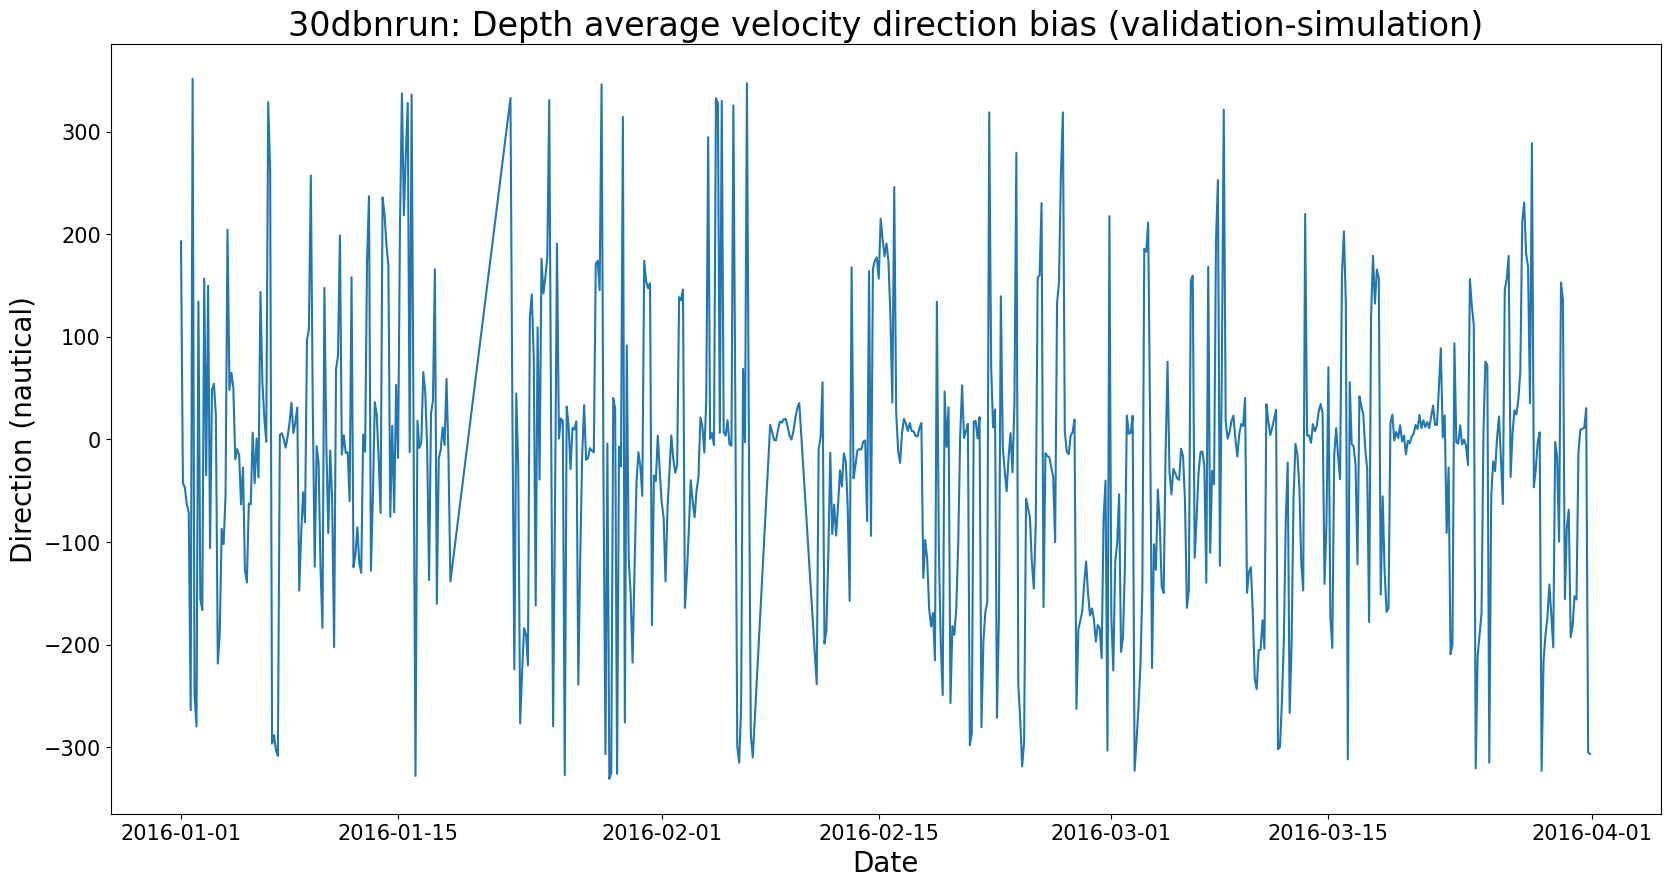 30dbnrun: Depth average velocity direction bias (validation-simulation)
Direction (nautical)
300
200
100
0
−100
−200
−300
2016-01-01 2016-01-15 2016-02-01 2016-02-15 2016-03-01 2016-03-15 2016-04-01
Date